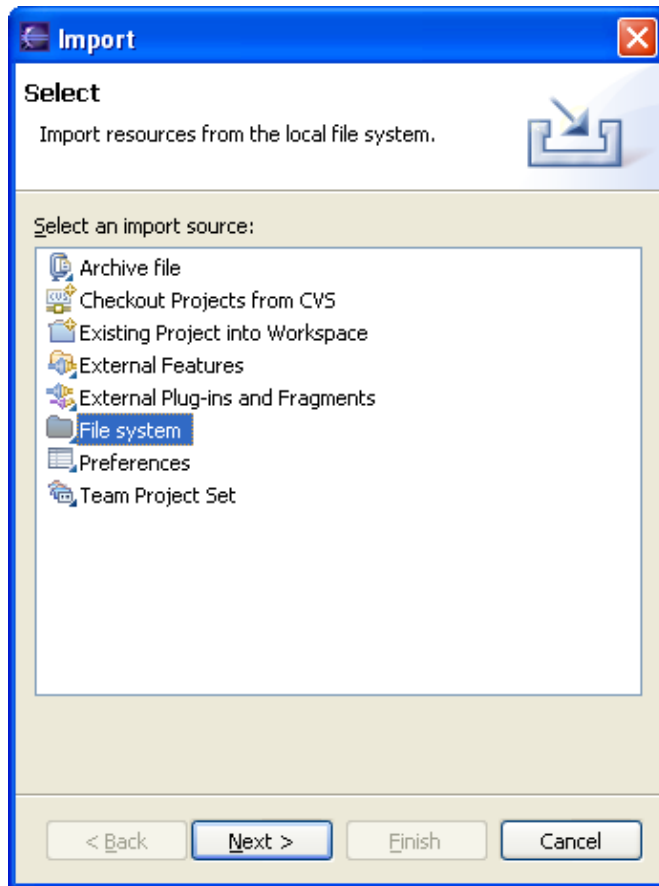 Import
Select
Import resources from the local file system.
Select an import source:
Archive file
CVS
Checkout Projects from CVS
Existing Project into Workspace
External Features
External Plug-ins and Fragments
File system
Preferences
Team Project Set
< Back
Next >
Finish
Cancel